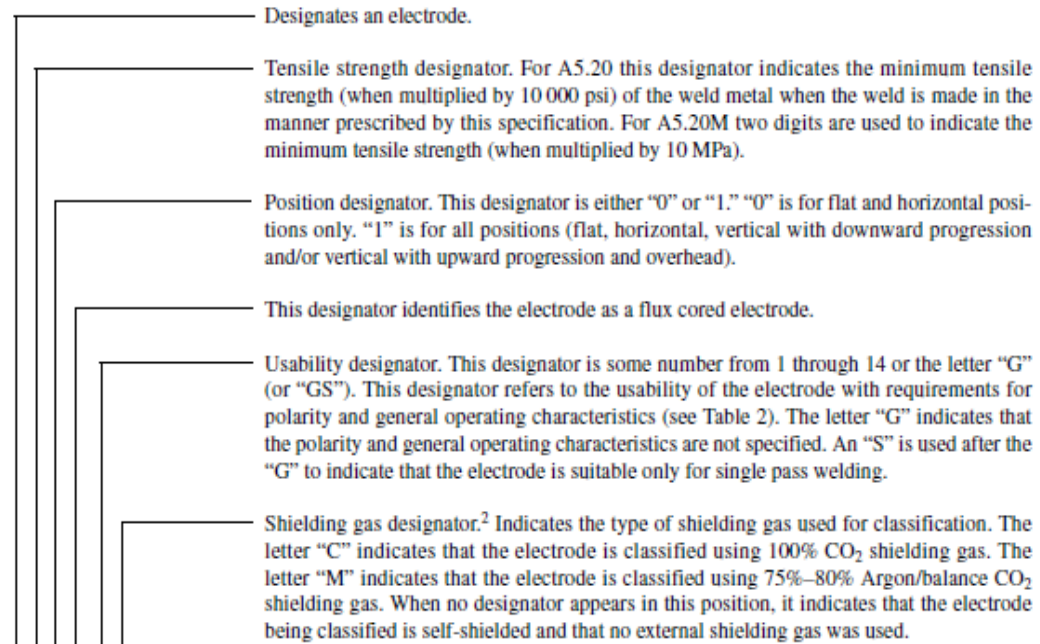 Designates an electrode.
Tensile strength designator. For A5.20 this designator indicates the minimum tensile
strength (when multiplied by 10 000 psi) of the weld metal when the weld is made in the
manner prescribed by this specification. For A5.20M two digits are used to indicate the
minimum tensile strength (when multiplied by 10 MPa).
Position designator. This designator is either “0” or “1.” “0” is for flat and horizontal posi-
tions only. “1” is for all positions (flat, horizontal, vertical with downward progression
and/or vertical with upward progression and overhead).
This designator identifies the electrode as a flux cored electrode.
Usability designator. This designator is some number from 1 through 14 or the letter “G”
(or “GS”). This designator refers to the usability of the electrode with requirements for
polarity and general operating characteristics (see Table 2). The letter “G” indicates that
the polarity and general operating characteristics are not specified. An “S” is used after the
“G” to indicate that the electrode is suitable only for single pass welding.
Shielding gas designator.² Indicates the type of shielding gas used for classification. The
letter “C” indicates that the electrode is classified using 100% CO₂ shielding gas. The
letter “M” indicates that the electrode is classified using 75%–80% Argon/balance CO₂
shielding gas. When no designator appears in this position, it indicates that the electrode
being classified is self-shielded and that no external shielding gas was used.